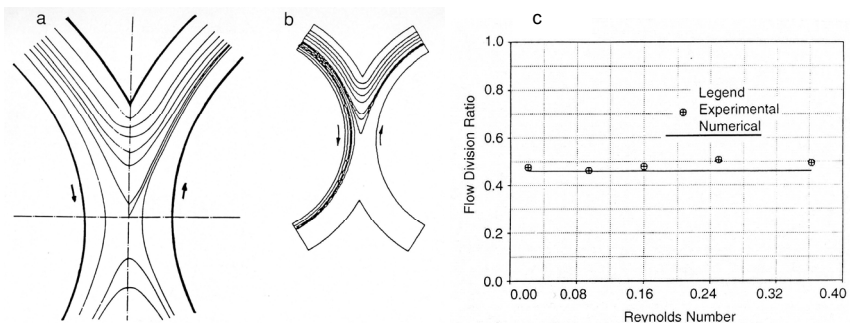 a
b
c
1.0
0.8
0.6
0.4
0.2
0.0
Flow Division Ratio
Legend
Experimental
Numerical
0.00 0.08 0.16 0.24 0.32 0.40
Reynolds Number